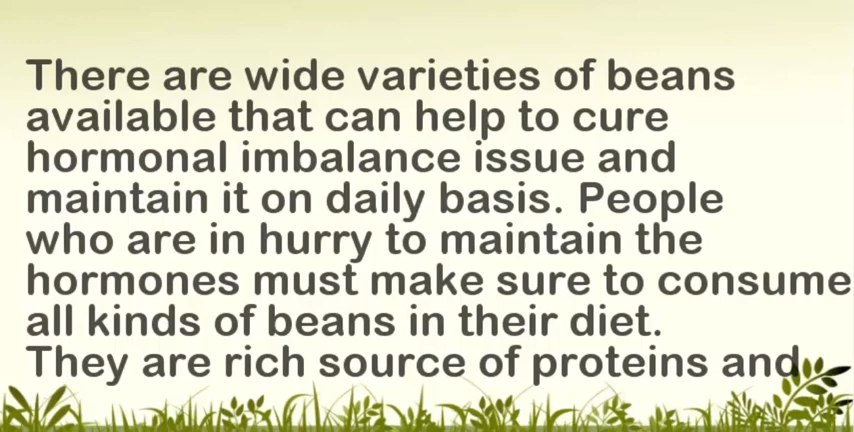 There are wide varieties of beans
available that can help to cure
hormonal imbalance issue and
maintain it on daily basis. People
who are in hurry to maintain the
hormones must make sure to consume
all kinds of beans in their diet.
They are rich source of proteins and